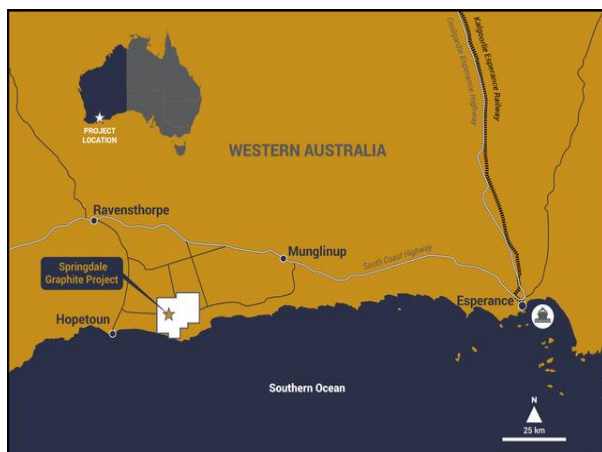 PROJECT
LOCATION
WESTERN AUSTRALIA
Coolgardie Esperance Highway
Kalgoorlie Esperance Railway
Ravensthorpe
Munglinup
South Coast Highway
Springdale
Graphite Project
Esperance
Hopetoun
Southern Ocean
N
25 km